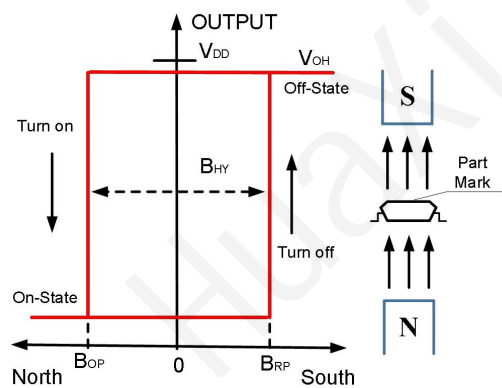 OUTPUT
VDD
VOH
Off-State
S
Turn on
BHY
Part
Mark
Turn off
On-State
BOP
0
BRP
North
South
N
HuaXi